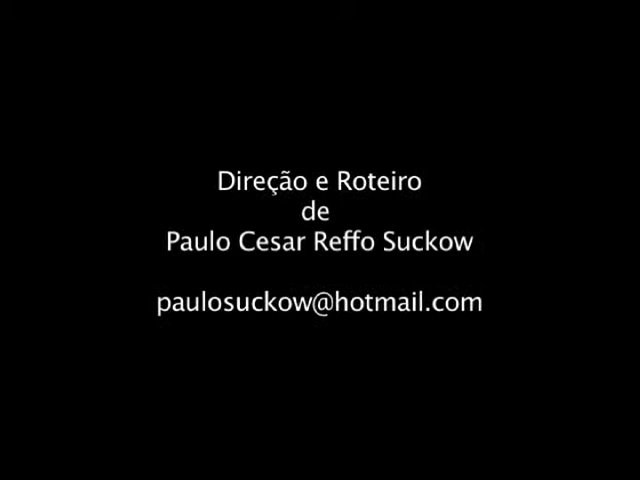 Direção e Roteiro
de
Paulo Cesar Reffo Suckow
paulosuckow@hotmail.com